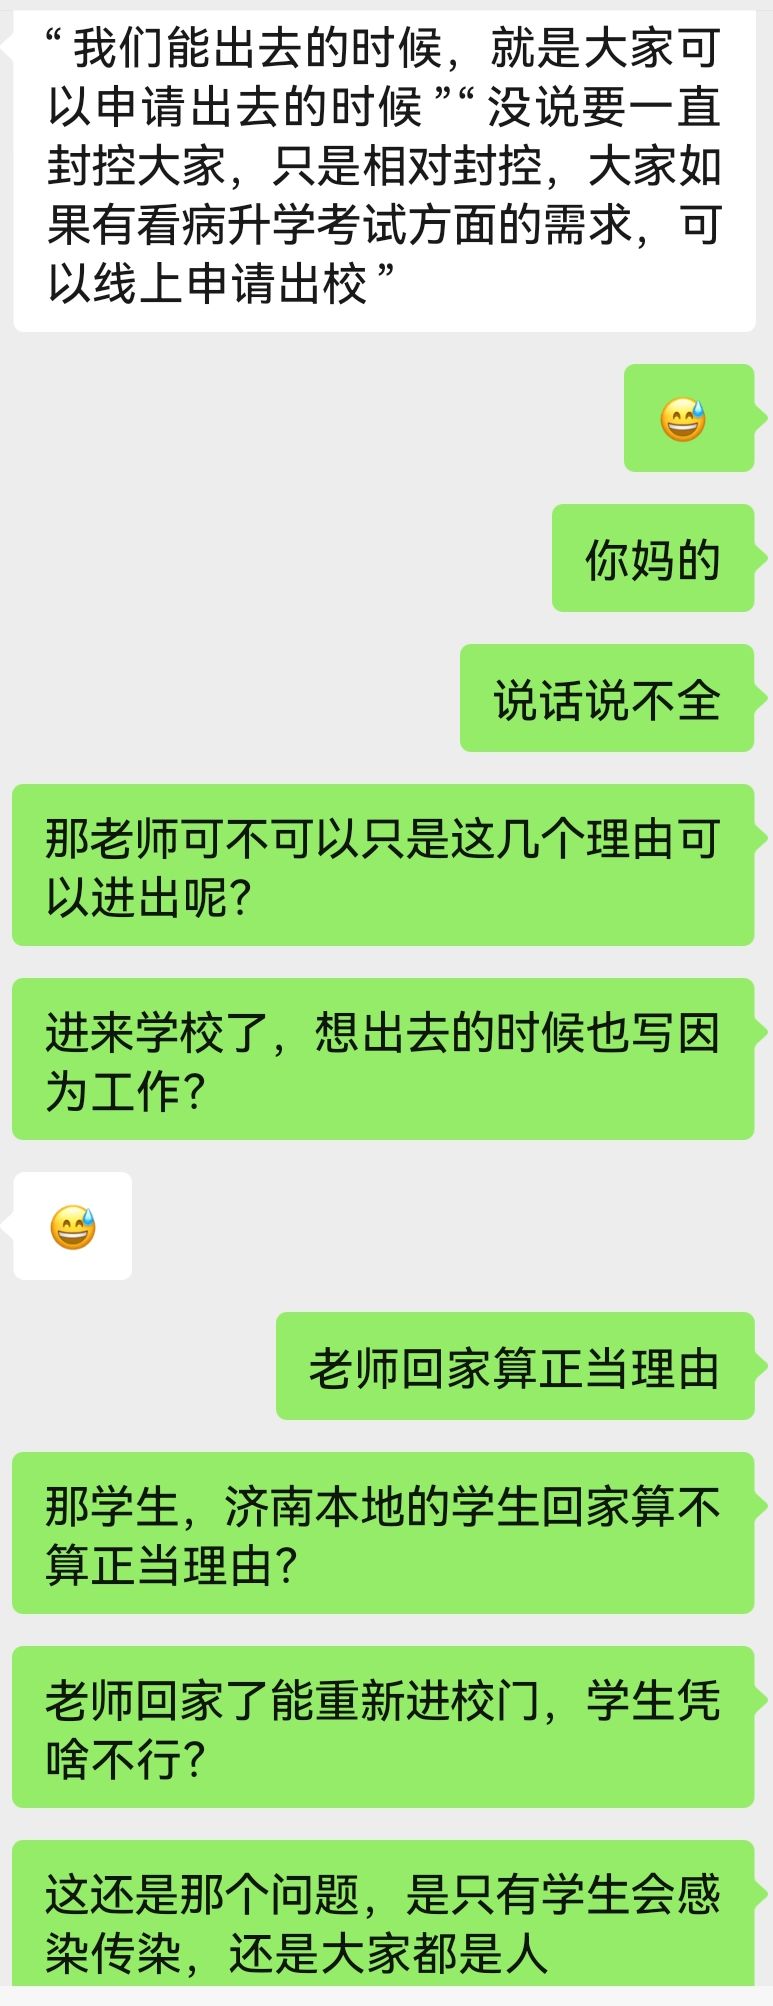 “我们能出去的时候，就是大家可
以申请出去的时候”“没说要一直
封控大家，只是相对封控，大家如
果有看病升学考试方面的需求，可
以线上申请出校”
😅
你妈的
说话说不全
那老师可不可以只是这几个理由可
以进出呢？
进来学校了，想出去的时候也写因
为工作？
😅
老师回家算正当理由
那学生，济南本地的学生回家算不
算正当理由？
老师回家了能重新进校门，学生凭
啥不行？
这还是那个问题，是只有学生会感
染传染，还是大家都是人